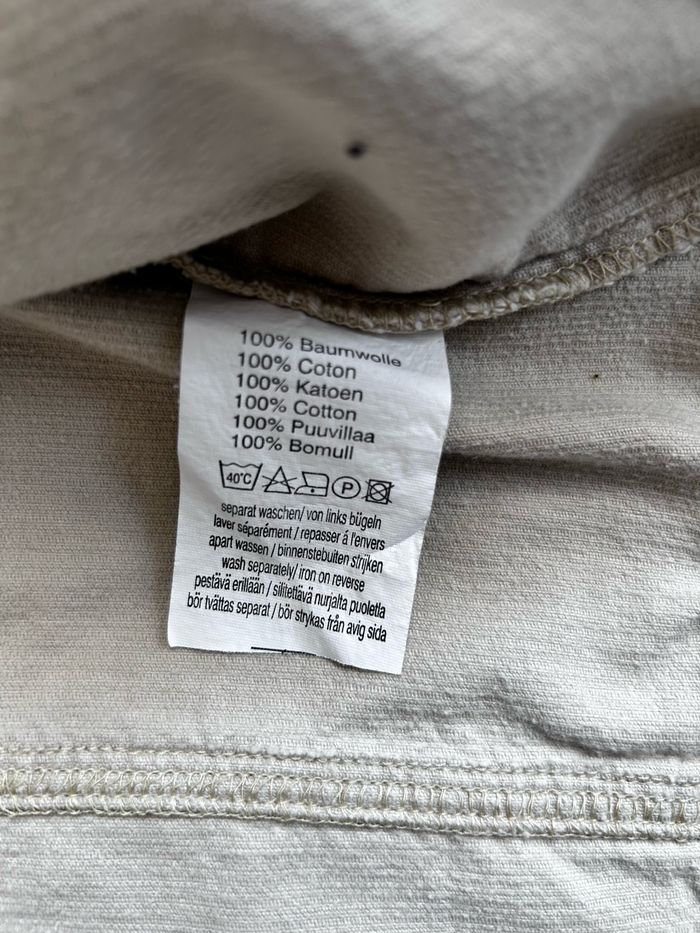 100% Baumwolle
100% Coton
100% Katoen
100% Cotton
100% Puuvillaa
100% Bomull
40°C P
separat waschen/ von links bügeln
laver séparément / repasser á l'envers
apart wassen / binnenstebuiten strijken
wash separately/ iron on reverse
pestävä erillään / silitettävä nurjalta puoletta
bör tvättas separat / bör strykas från avig sida